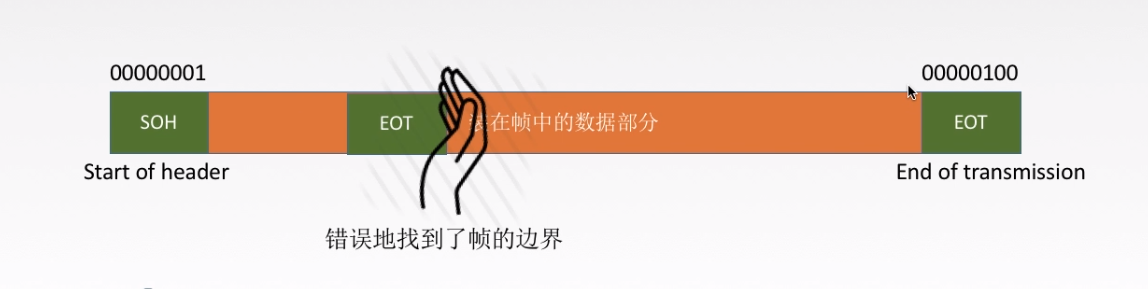 00000001
00000100
SOH
EOT
在帧中的数据部分
EOT
Start of header
End of transmission
错误地找到了帧的边界